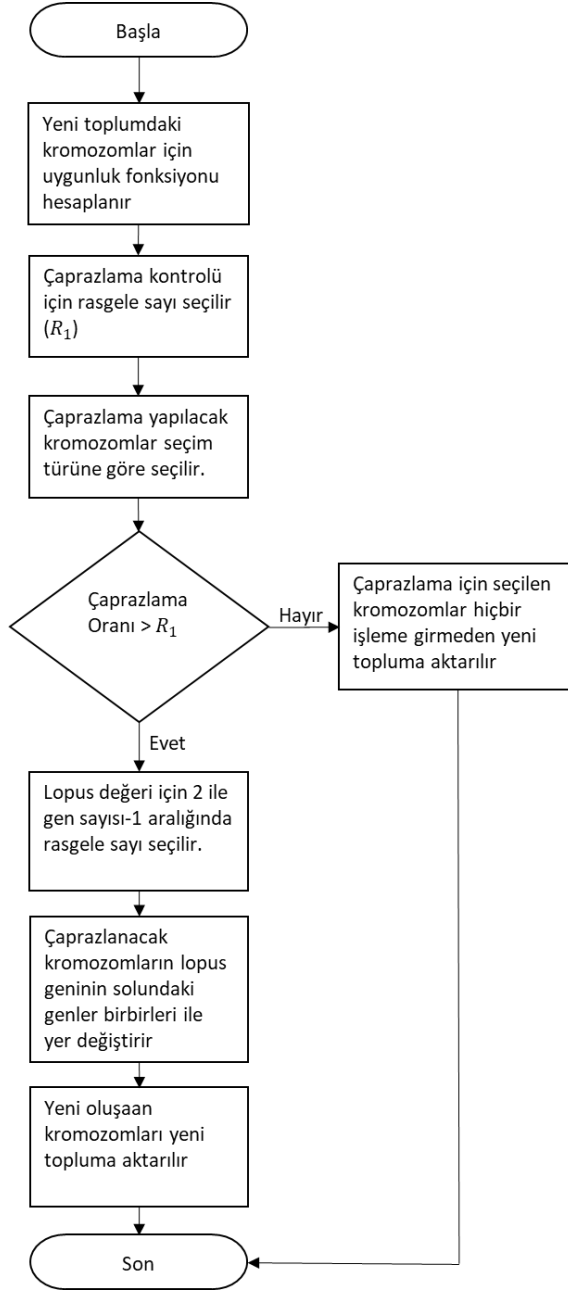 Başla
Yeni toplumdaki
kromozomlar için
uygunluk fonksiyonu
hesaplanır
Çaprazlama kontrolü
için rasgele sayı seçilir
(R₁)
Çaprazlama yapılacak
kromozomlar seçim
türüne göre seçilir.
Çaprazlama
Oranı > R₁
Hayır
Çaprazlama için seçilen
kromozomlar hiçbir
işleme girmeden yeni
topluma aktarılır
Evet
Lopus değeri için 2 ile
gen sayısı-1 aralığında
rasgele sayı seçilir.
Çaprazlanacak
kromozomların lopus
geninin solundaki
genler birbirleri ile
yer değiştirir
Yeni oluşaan
kromozomları yeni
topluma aktarılır
Son